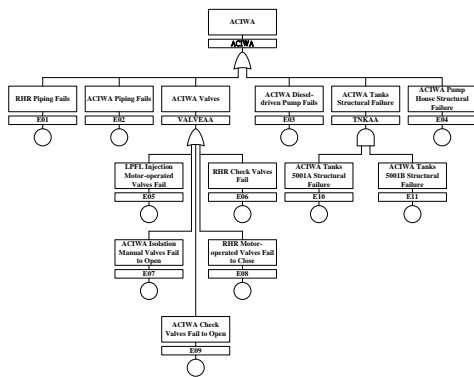 ACIWA
ACIWA
RHR Piping Fails
E01
ACIWA Piping Fails
E02
ACIWA Valves
VALVEAA
ACIWA Diesel-
driven Pump Fails
E03
ACIWA Tanks
Structural Failure
TNKAA
ACIWA Pump
House Structural
Failure
E04
LPFL Injection
Motor-operated
Valves Fail
E05
RHR Check Valves
Fail
E06
ACIWA Tanks
5001A Structural
Failure
E10
ACIWA Tanks
5001B Structural
Failure
E11
ACIWA Isolation
Manual Valves Fail
to Open
E07
RHR Motor-
operated Valves Fail
to Close
E08
ACIWA Check
Valves Fail to Open
E09